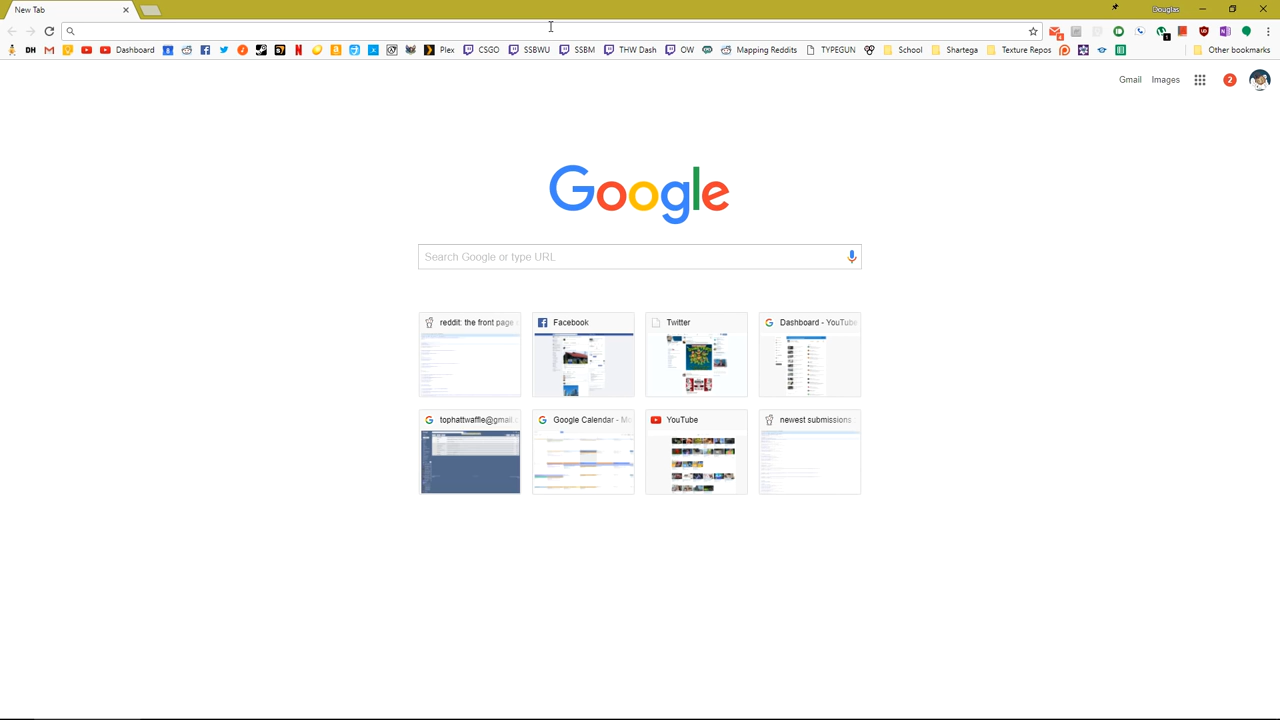 New Tab
Douglas
DH Dashboard Plex CSGO SSBWU SSBM THW Dash OW Mapping Reddits TYPEGUN School Shartega Texture Repos Other bookmarks
Gmail Images 2
Google
Search Google or type URL
reddit: the front page Facebook Twitter Dashboard - YouTube
tophattwaffle@gmail. Google Calendar - YouTube newest submissions